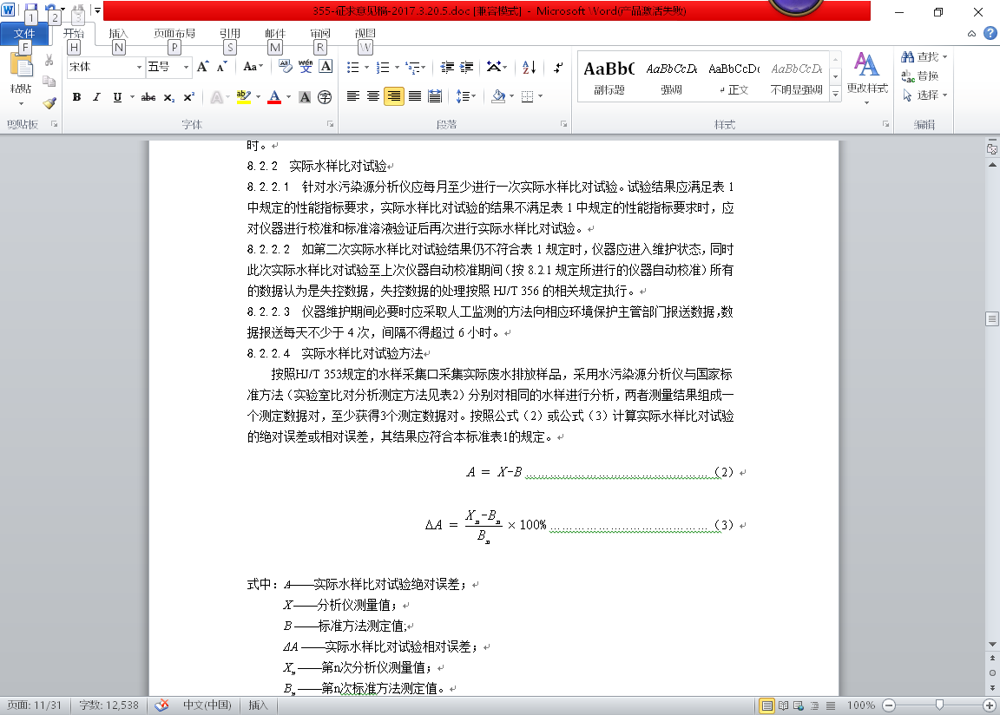 355-征求意见稿-2017.3.20.5.doc [兼容模式] - Microsoft Word(产品激活失败)
1 2 3
文件 开始 插入 页面布局 引用 邮件 审阅 视图
F H N P S M R W
粘贴 宋体 五号 AaBbC AaBbCcDc AaBbCcDc AaBbCcDc 更改样式 查找
副标题 强调 正文 不明显强调 替换
选择
剪贴板 字体 段落 样式 编辑
时。
8.2.2 实际水样比对试验
8.2.2.1 针对水污染源分析仪应每月至少进行一次实际水样比对试验。试验结果应满足表 1
中规定的性能指标要求，实际水样比对试验的结果不满足表 1 中规定的性能指标要求时，应
对仪器进行校准和标准溶液验证后再次进行实际水样比对试验。
8.2.2.2 如第二次实际水样比对试验结果仍不符合表 1 规定时，仪器应进入维护状态，同时
此次实际水样比对试验至上次仪器自动校准期间（按 8.2.1 规定所进行的仪器自动校准）所有
的数据认为是失控数据，失控数据的处理按照 HJ/T 356 的相关规定执行。
8.2.2.3 仪器维护期间必要时应采取人工监测的方法向相应环境保护主管部门报送数据，数
据报送每天不少于 4 次，间隔不得超过 6 小时。
8.2.2.4 实际水样比对试验方法
按照HJ/T 353规定的水样采集口采集实际废水排放样品，采用水污染源分析仪与国家标
准方法（实验室比对分析测定方法见表2）分别对相同的水样进行分析，两者测量结果组成一
个测定数据对，至少获得3个测定数据对。按照公式（2）或公式（3）计算实际水样比对试验
的绝对误差或相对误差，其结果应符合本标准表1的规定。
A = X-B……………………………………（2）
ΔA = (Xn-Bn)/Bn × 100%………………………………（3）
式中：A——实际水样比对试验绝对误差；
X——分析仪测量值；
B——标准方法测定值;
ΔA——实际水样比对试验相对误差；
Xn——第n次分析仪测量值；
Bn——第n次标准方法测定值。
页面: 11/31 字数: 12,538 中文(中国) 插入 100%